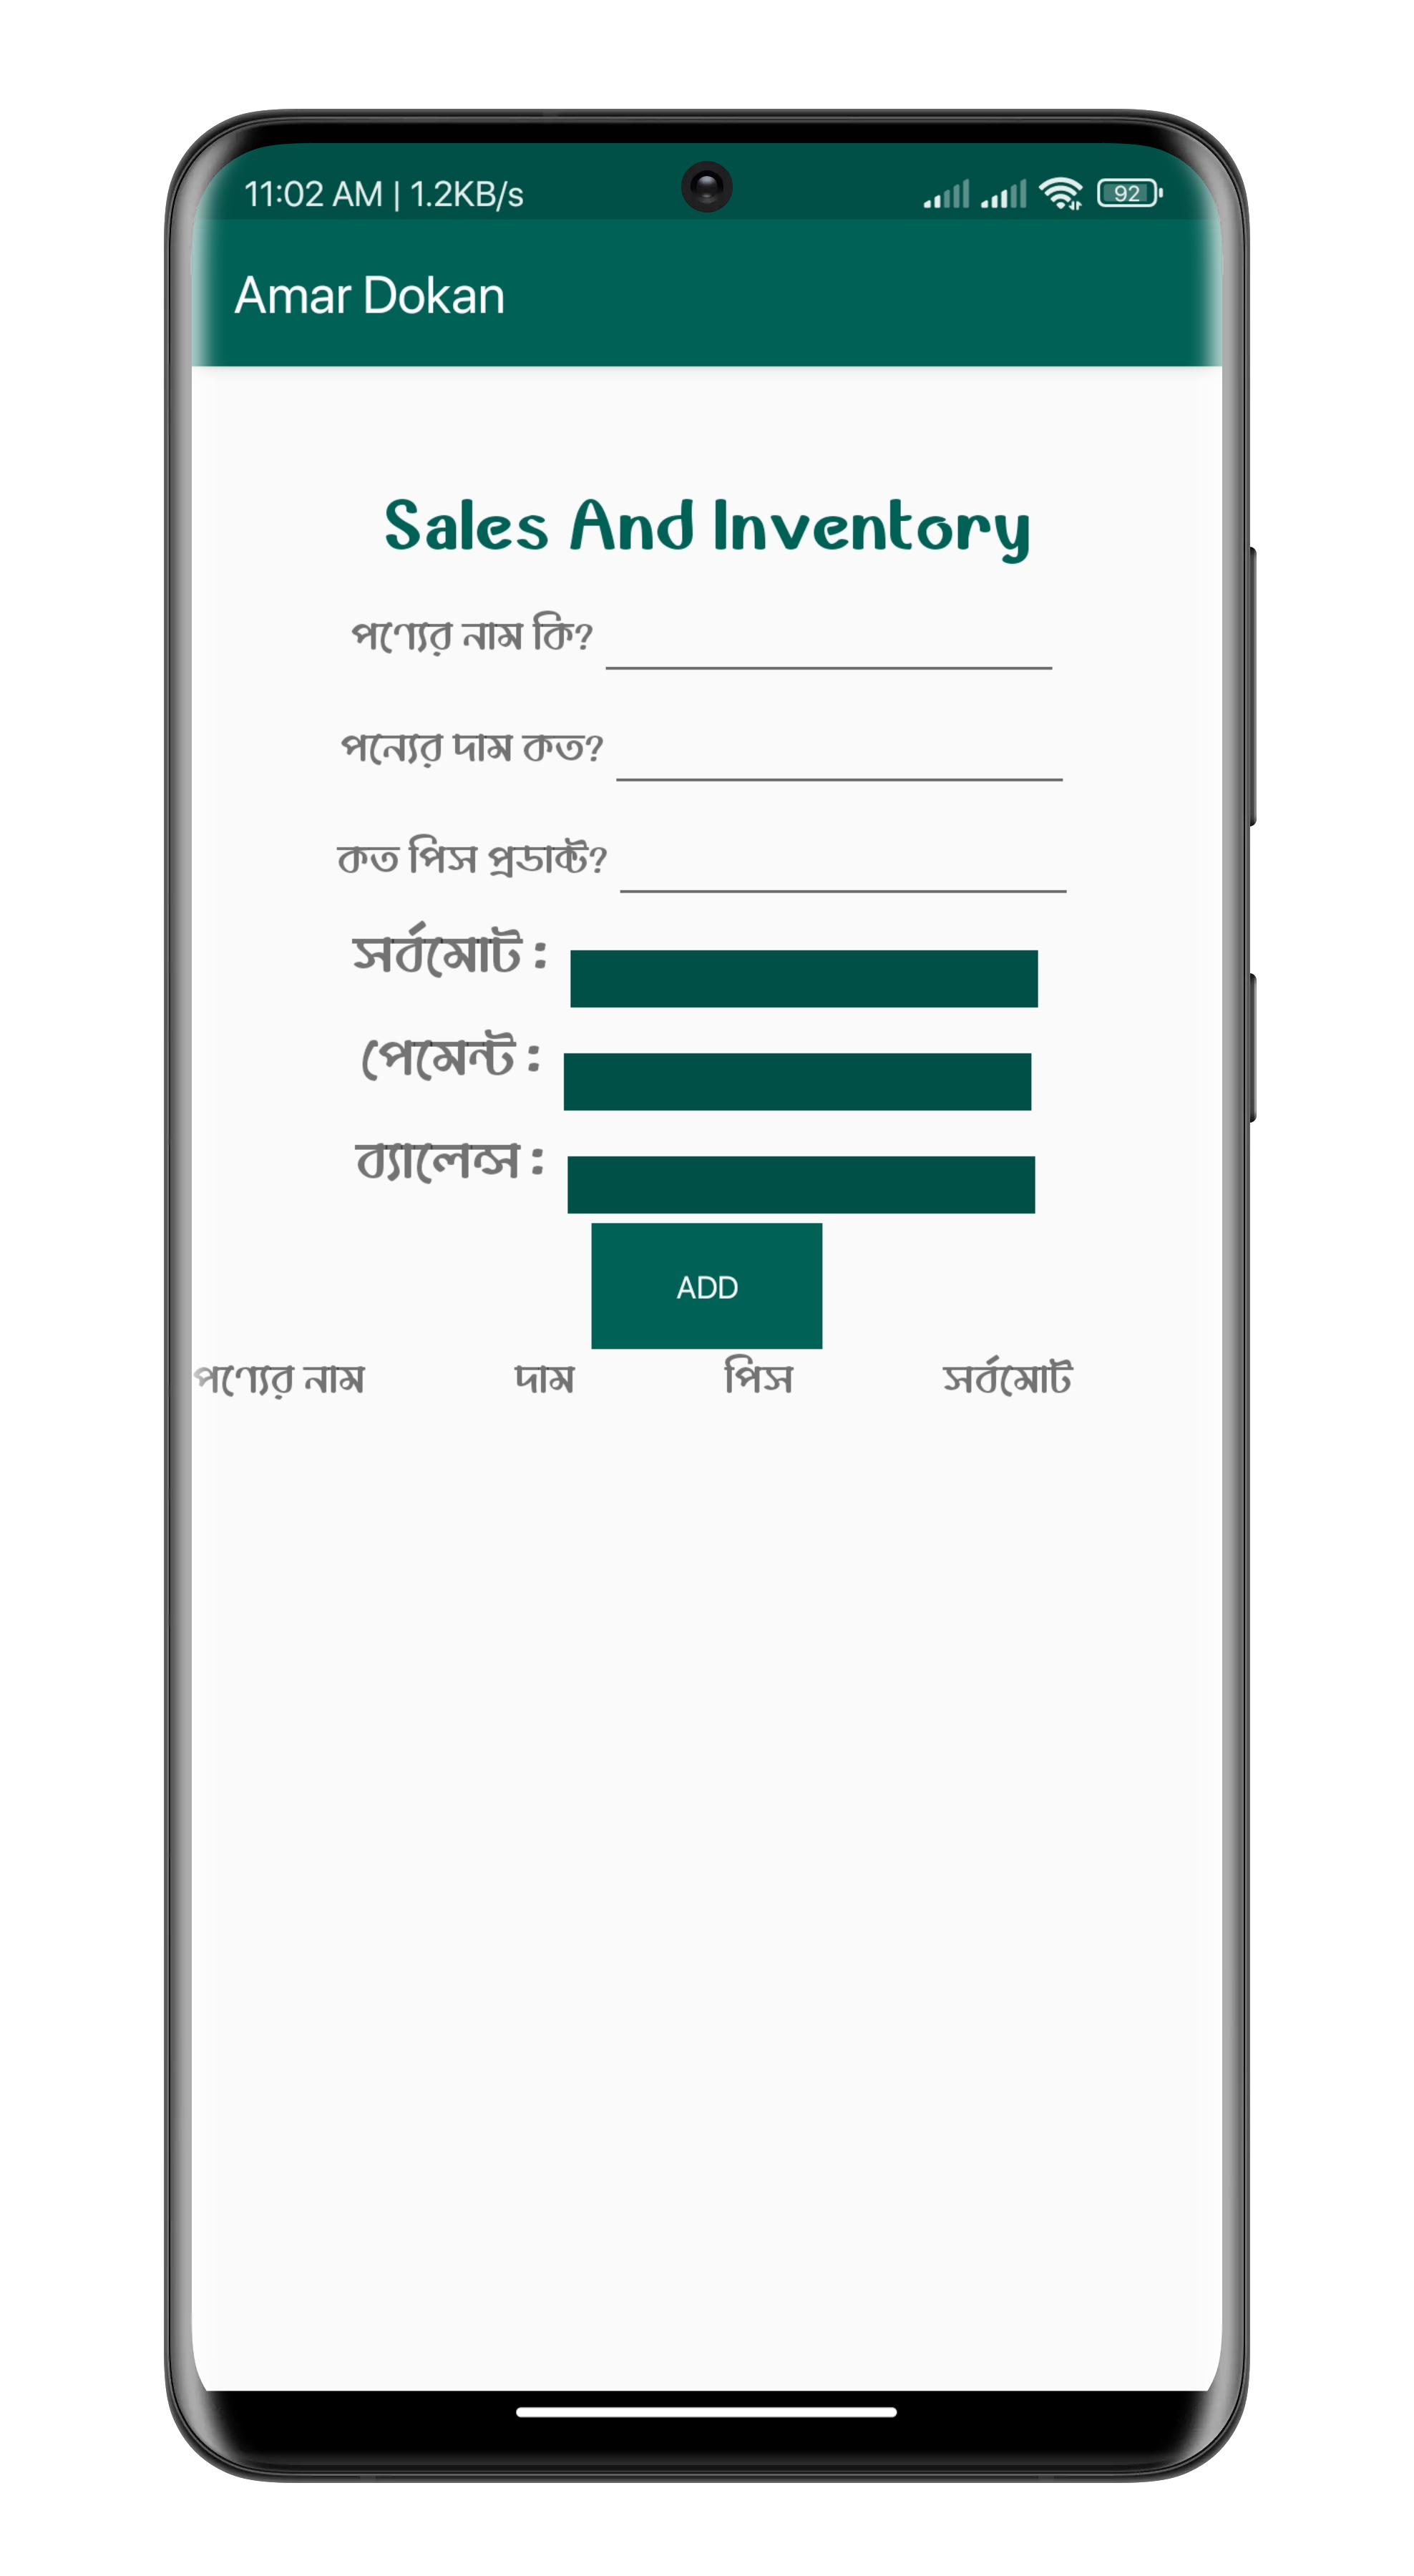 11:02 AM | 1.2KB/s 92
Amar Dokan
Sales And Inventory
পণ্যের নাম কি?
পন্যের দাম কত?
কত পিস প্রডাক্ট?
সর্বমোট :
পেমেন্ট :
ব্যালেন্স :
ADD
পণ্যের নাম দাম পিস সর্বমোট